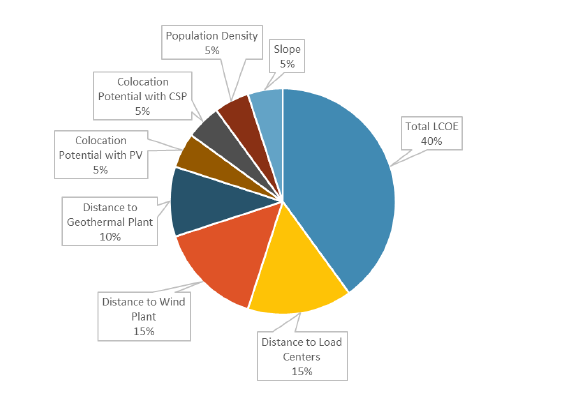 Population Density
5%
Slope
5%
Colocation
Potential with CSP
5%
Total LCOE
40%
Colocation
Potential with PV
5%
Distance to
Geothermal Plant
10%
Distance to Wind
Plant
15%
Distance to Load
Centers
15%